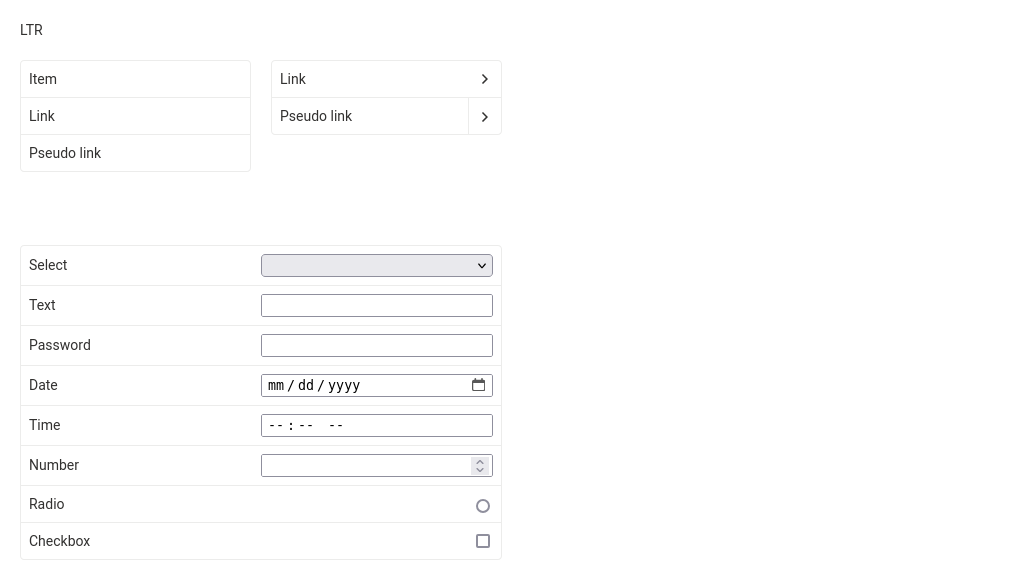 LTR
Item
Link
Pseudo link
Link
Pseudo link
Select
Text
Password
Date mm/dd/yyyy
Time --:-- --
Number
Radio
Checkbox